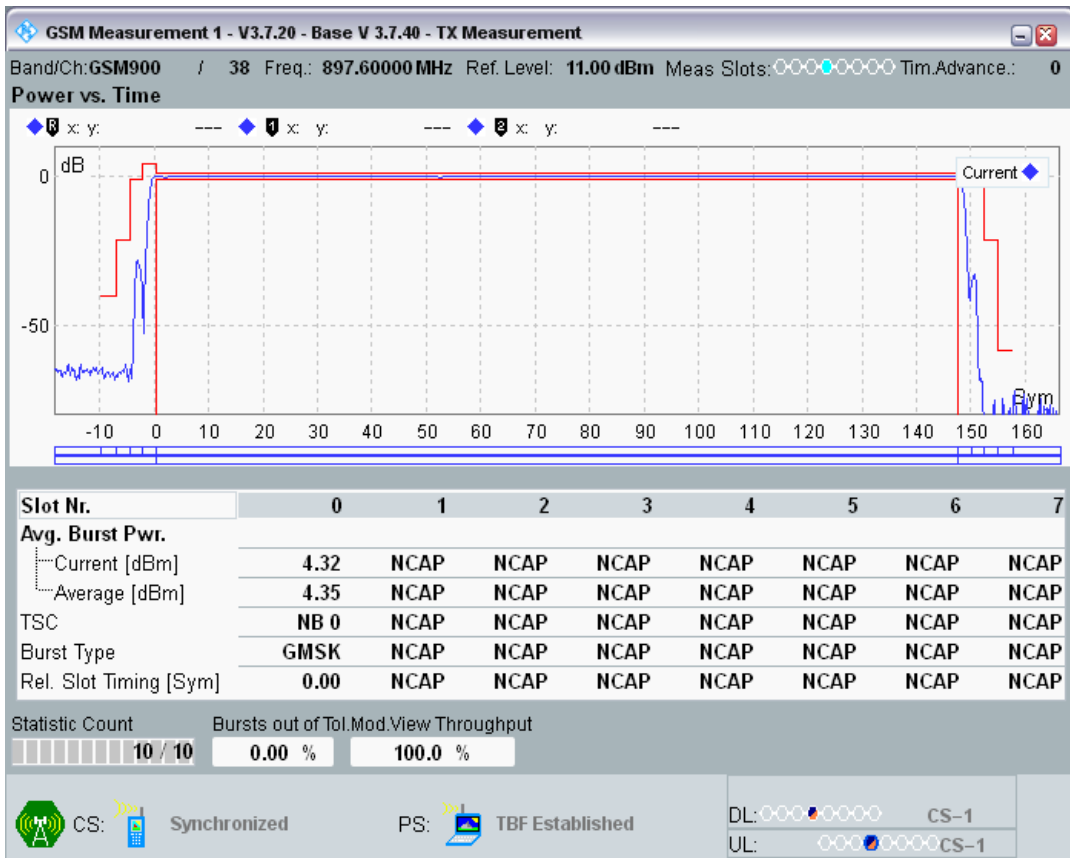 GSM Measurement 1 - V3.7.20 - Base V 3.7.40 - TX Measurement
Band/Ch:GSM900 / 38 Freq.: 897.60000 MHz Ref. Level: 11.00 dBm Meas Slots: Tim.Advance.: 0
Power vs. Time
R x: y: --- 1 x: y: --- 2 x: y: ---
dB
Current
0
-50
Sym
-10 0 10 20 30 40 50 60 70 80 90 100 110 120 130 140 150 160
Slot Nr. 0 1 2 3 4 5 6 7
Avg. Burst Pwr.
Current [dBm] 4.32 NCAP NCAP NCAP NCAP NCAP NCAP NCAP
Average [dBm] 4.35 NCAP NCAP NCAP NCAP NCAP NCAP NCAP
TSC NB 0 NCAP NCAP NCAP NCAP NCAP NCAP NCAP
Burst Type GMSK NCAP NCAP NCAP NCAP NCAP NCAP NCAP
Rel. Slot Timing [Sym] 0.00 NCAP NCAP NCAP NCAP NCAP NCAP NCAP
Statistic Count Bursts out of Tol.Mod.View Throughput
10 / 10 0.00 % 100.0 %
CS: Synchronized PS: TBF Established
DL: CS-1
UL: CS-1